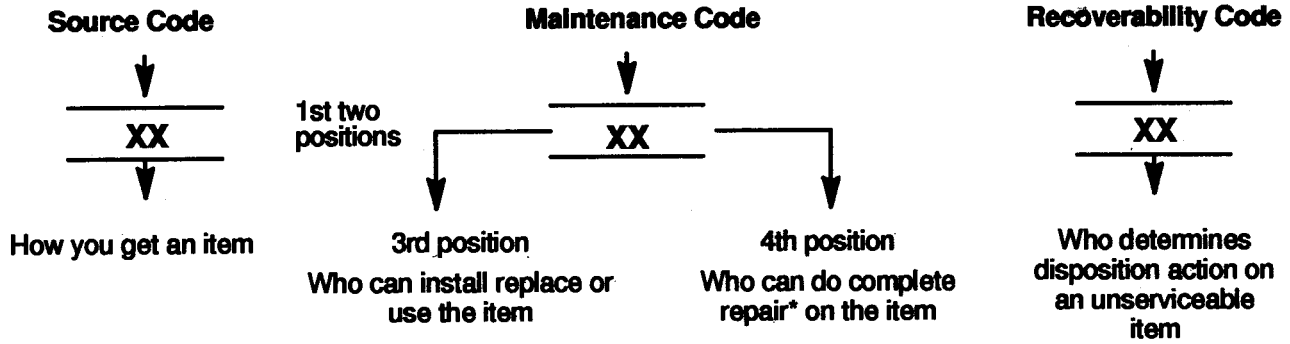 Source Code
XX
How you get an item
1st two
positions
Maintenance Code
XX
3rd position
Who can install replace or
use the item
4th position
Who can do complete
repair* on the item
Recoverability Code
XX
Who determines
disposition action on
an unserviceable
item